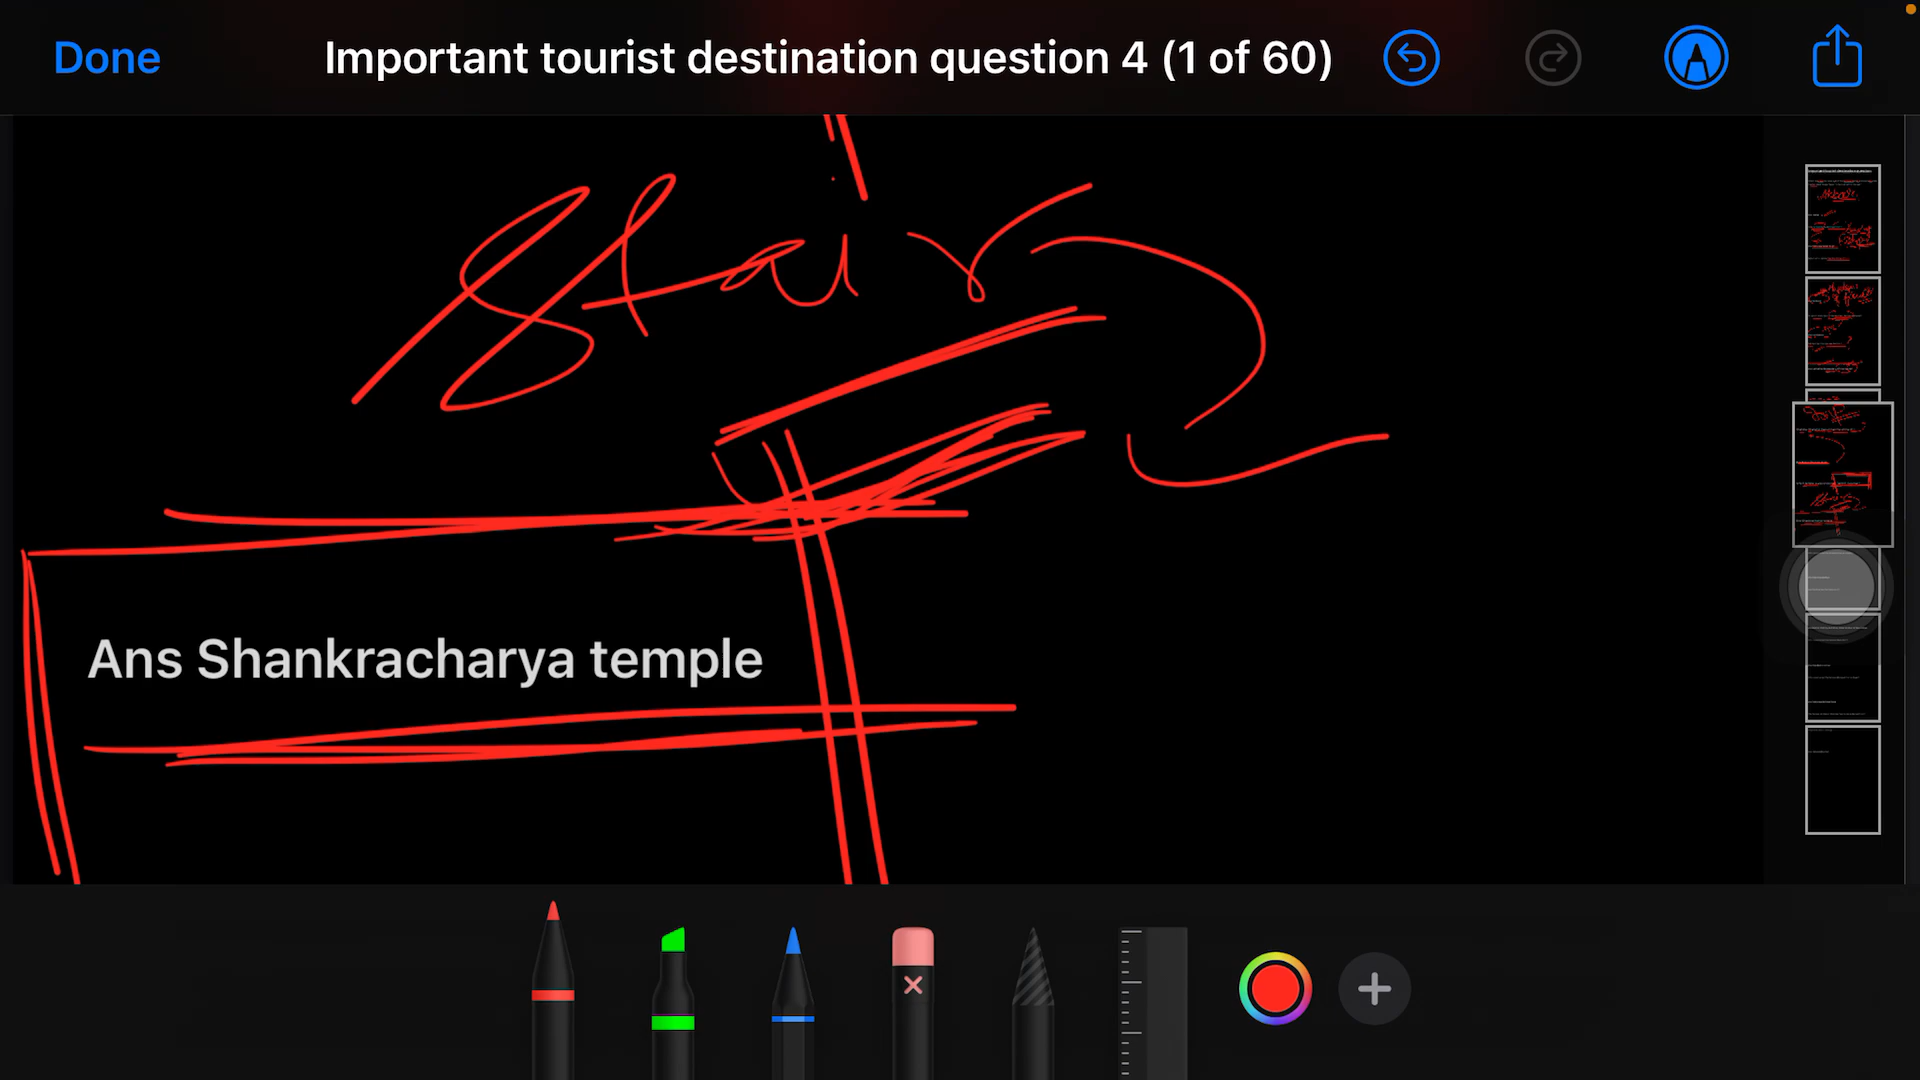 Done
Important tourist destination question 4 (1 of 60)
Stairs
Ans Shankracharya temple